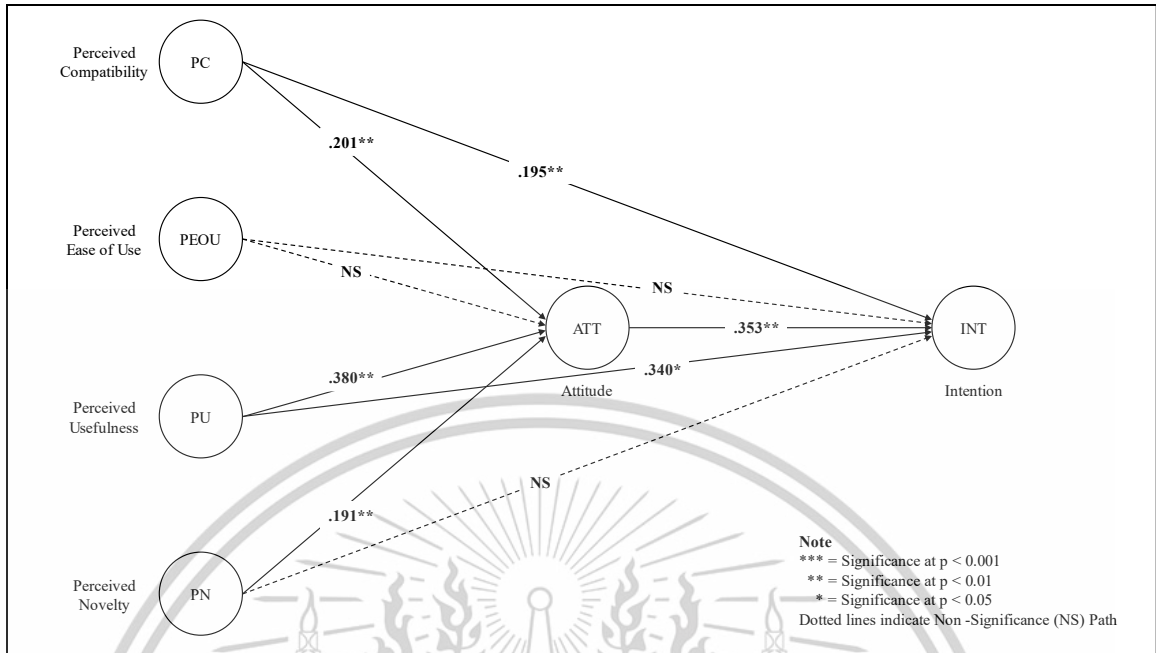 Perceived
Compatibility
PC
.201**
.195**
Perceived
Ease of Use
PEOU
NS
NS
ATT
Attitude
.353**
INT
Intention
.380**
.340*
Perceived
Usefulness
PU
NS
.191**
Perceived
Novelty
PN
Note
*** = Significance at p < 0.001
** = Significance at p < 0.01
* = Significance at p < 0.05
Dotted lines indicate Non -Significance (NS) Path